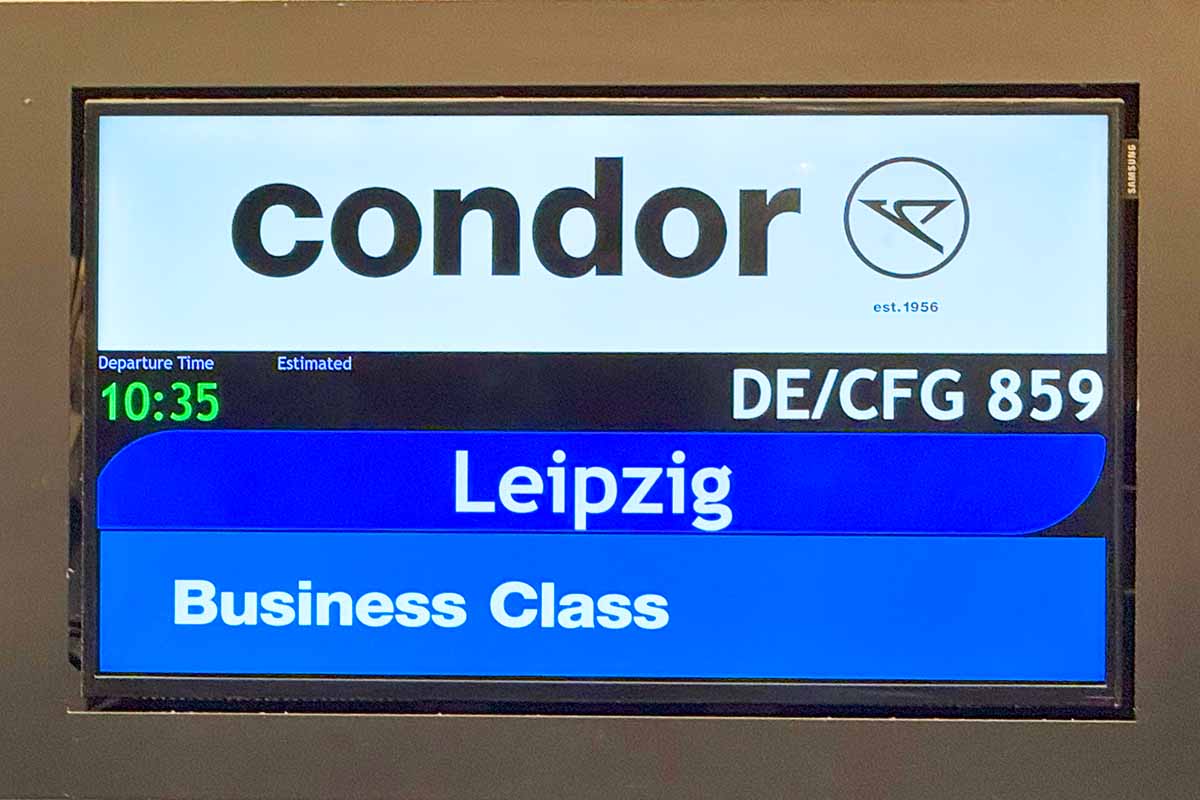 condor
est.1956
SAMSUNG
Departure Time Estimated
10:35
DE/CFG 859
Leipzig
Business Class